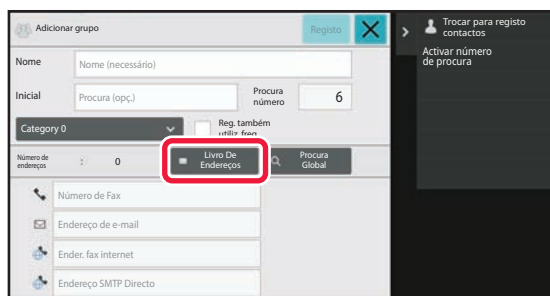 Adicionar grupo
Registo
Trocar para registo
contactos
Activar número
de procura
Nome
Nome (necessário)
Inicial
Procura (opç.)
Procura
número
6
Category 0
Reg. também
utiliz. freq.
Número de
endereços
:
0
Livro De
Endereços
Procura
Global
Número de Fax
Endereço de e-mail
Ender. fax internet
Endereço SMTP Directo